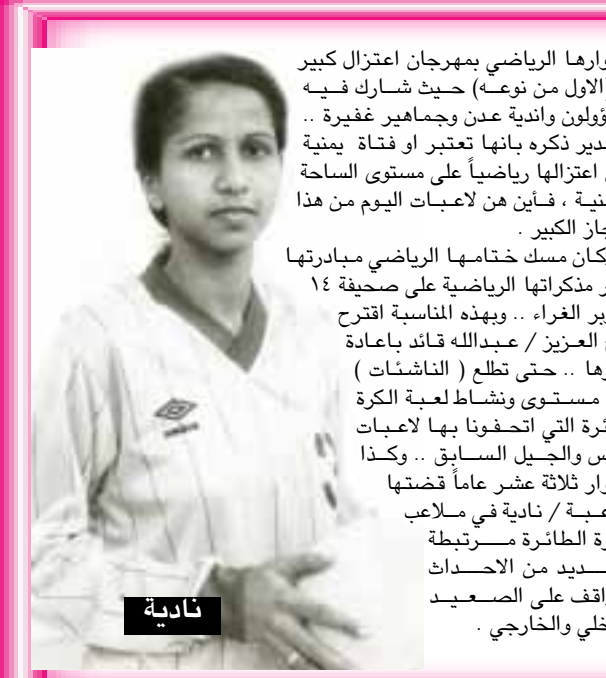 وارها الرياضي بمهرجان اعتزال كبير
الاول من نوعه) حيث شارك فيه
ؤولون واندية عدن وجماهير غفيرة ..
دير ذكره بانها تعتبر او فتاة يمنية
اعتزالها رياضياً على مستوى الساحة
نية ، فأين هن لاعبات اليوم من هذا
جاز الكبير .
كان مسك ختامها الرياضي مبادرتها
ر مذكراتها الرياضية على صحيفة ١٤
بر الغراء .. وبهذه المناسبة اقترح
العزيز / عبدالله قائد باعادة
رها .. حتى تطلع ( الناشئات )
مستوى ونشاط لعبة الكرة
ئرة التي اتحفونا بها لاعبات
س والجيل السابق .. وكذا
وار ثلاثة عشر عاماً قضتها
عبة / نادية في ملاعب
رة الطائرة مرتبطة
ديد من الاحداث
واقف على الصعيد
خلي والخارجي .
نادية